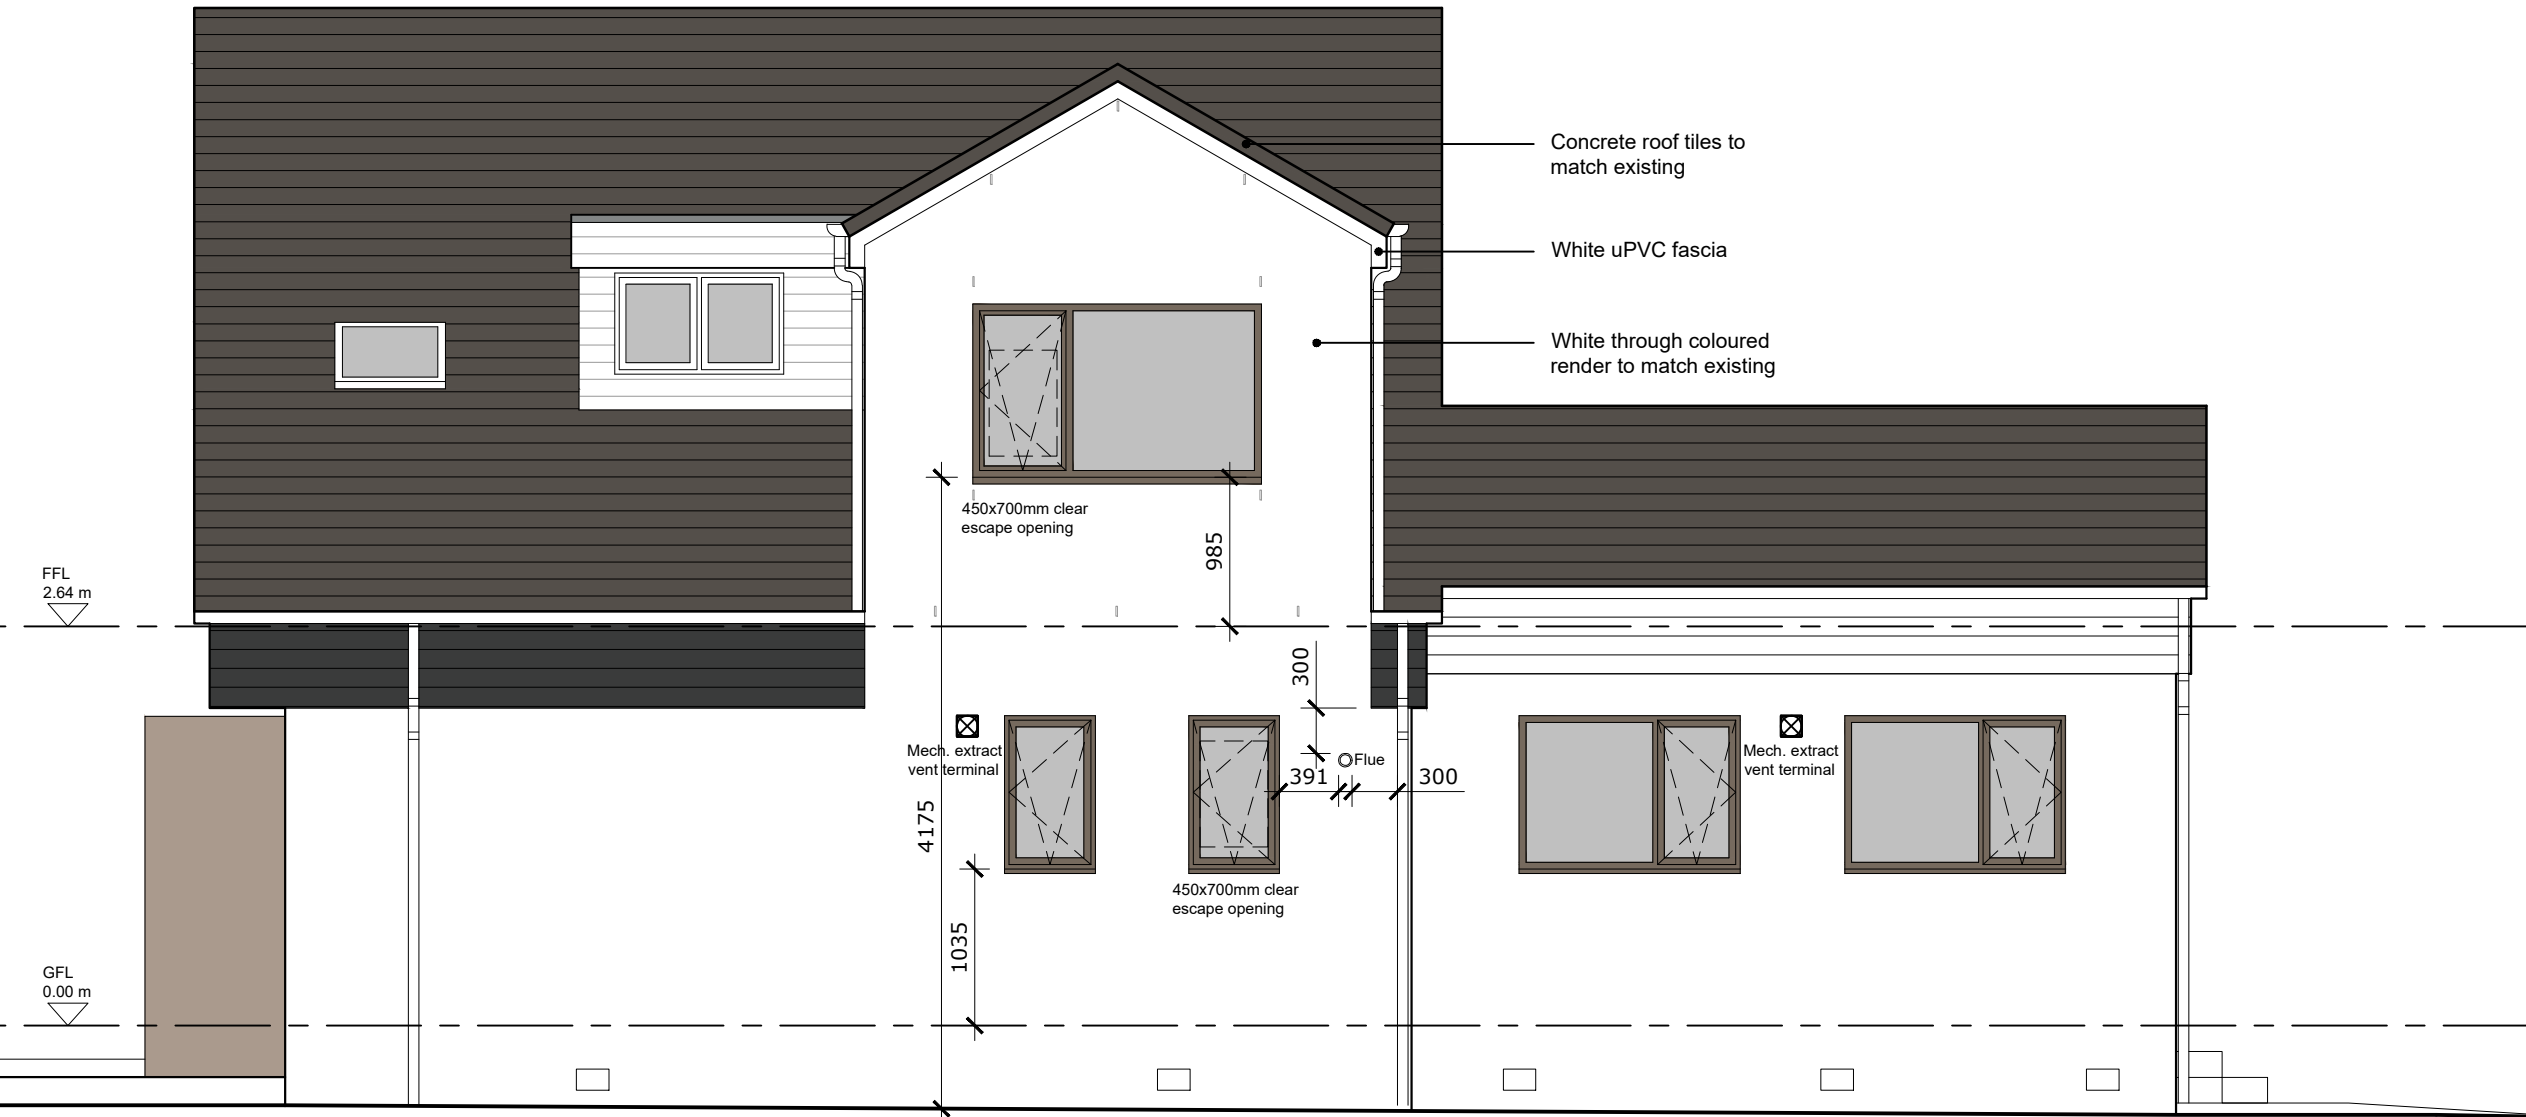 Concrete roof tiles to
match existing
White uPVC fascia
White through coloured
render to match existing
450x700mm clear
escape opening
985
FFL
2.64 m
300
Mech. extract
vent terminal
Flue
391
300
Mech. extract
vent terminal
4175
450x700mm clear
escape opening
1035
GFL
0.00 m